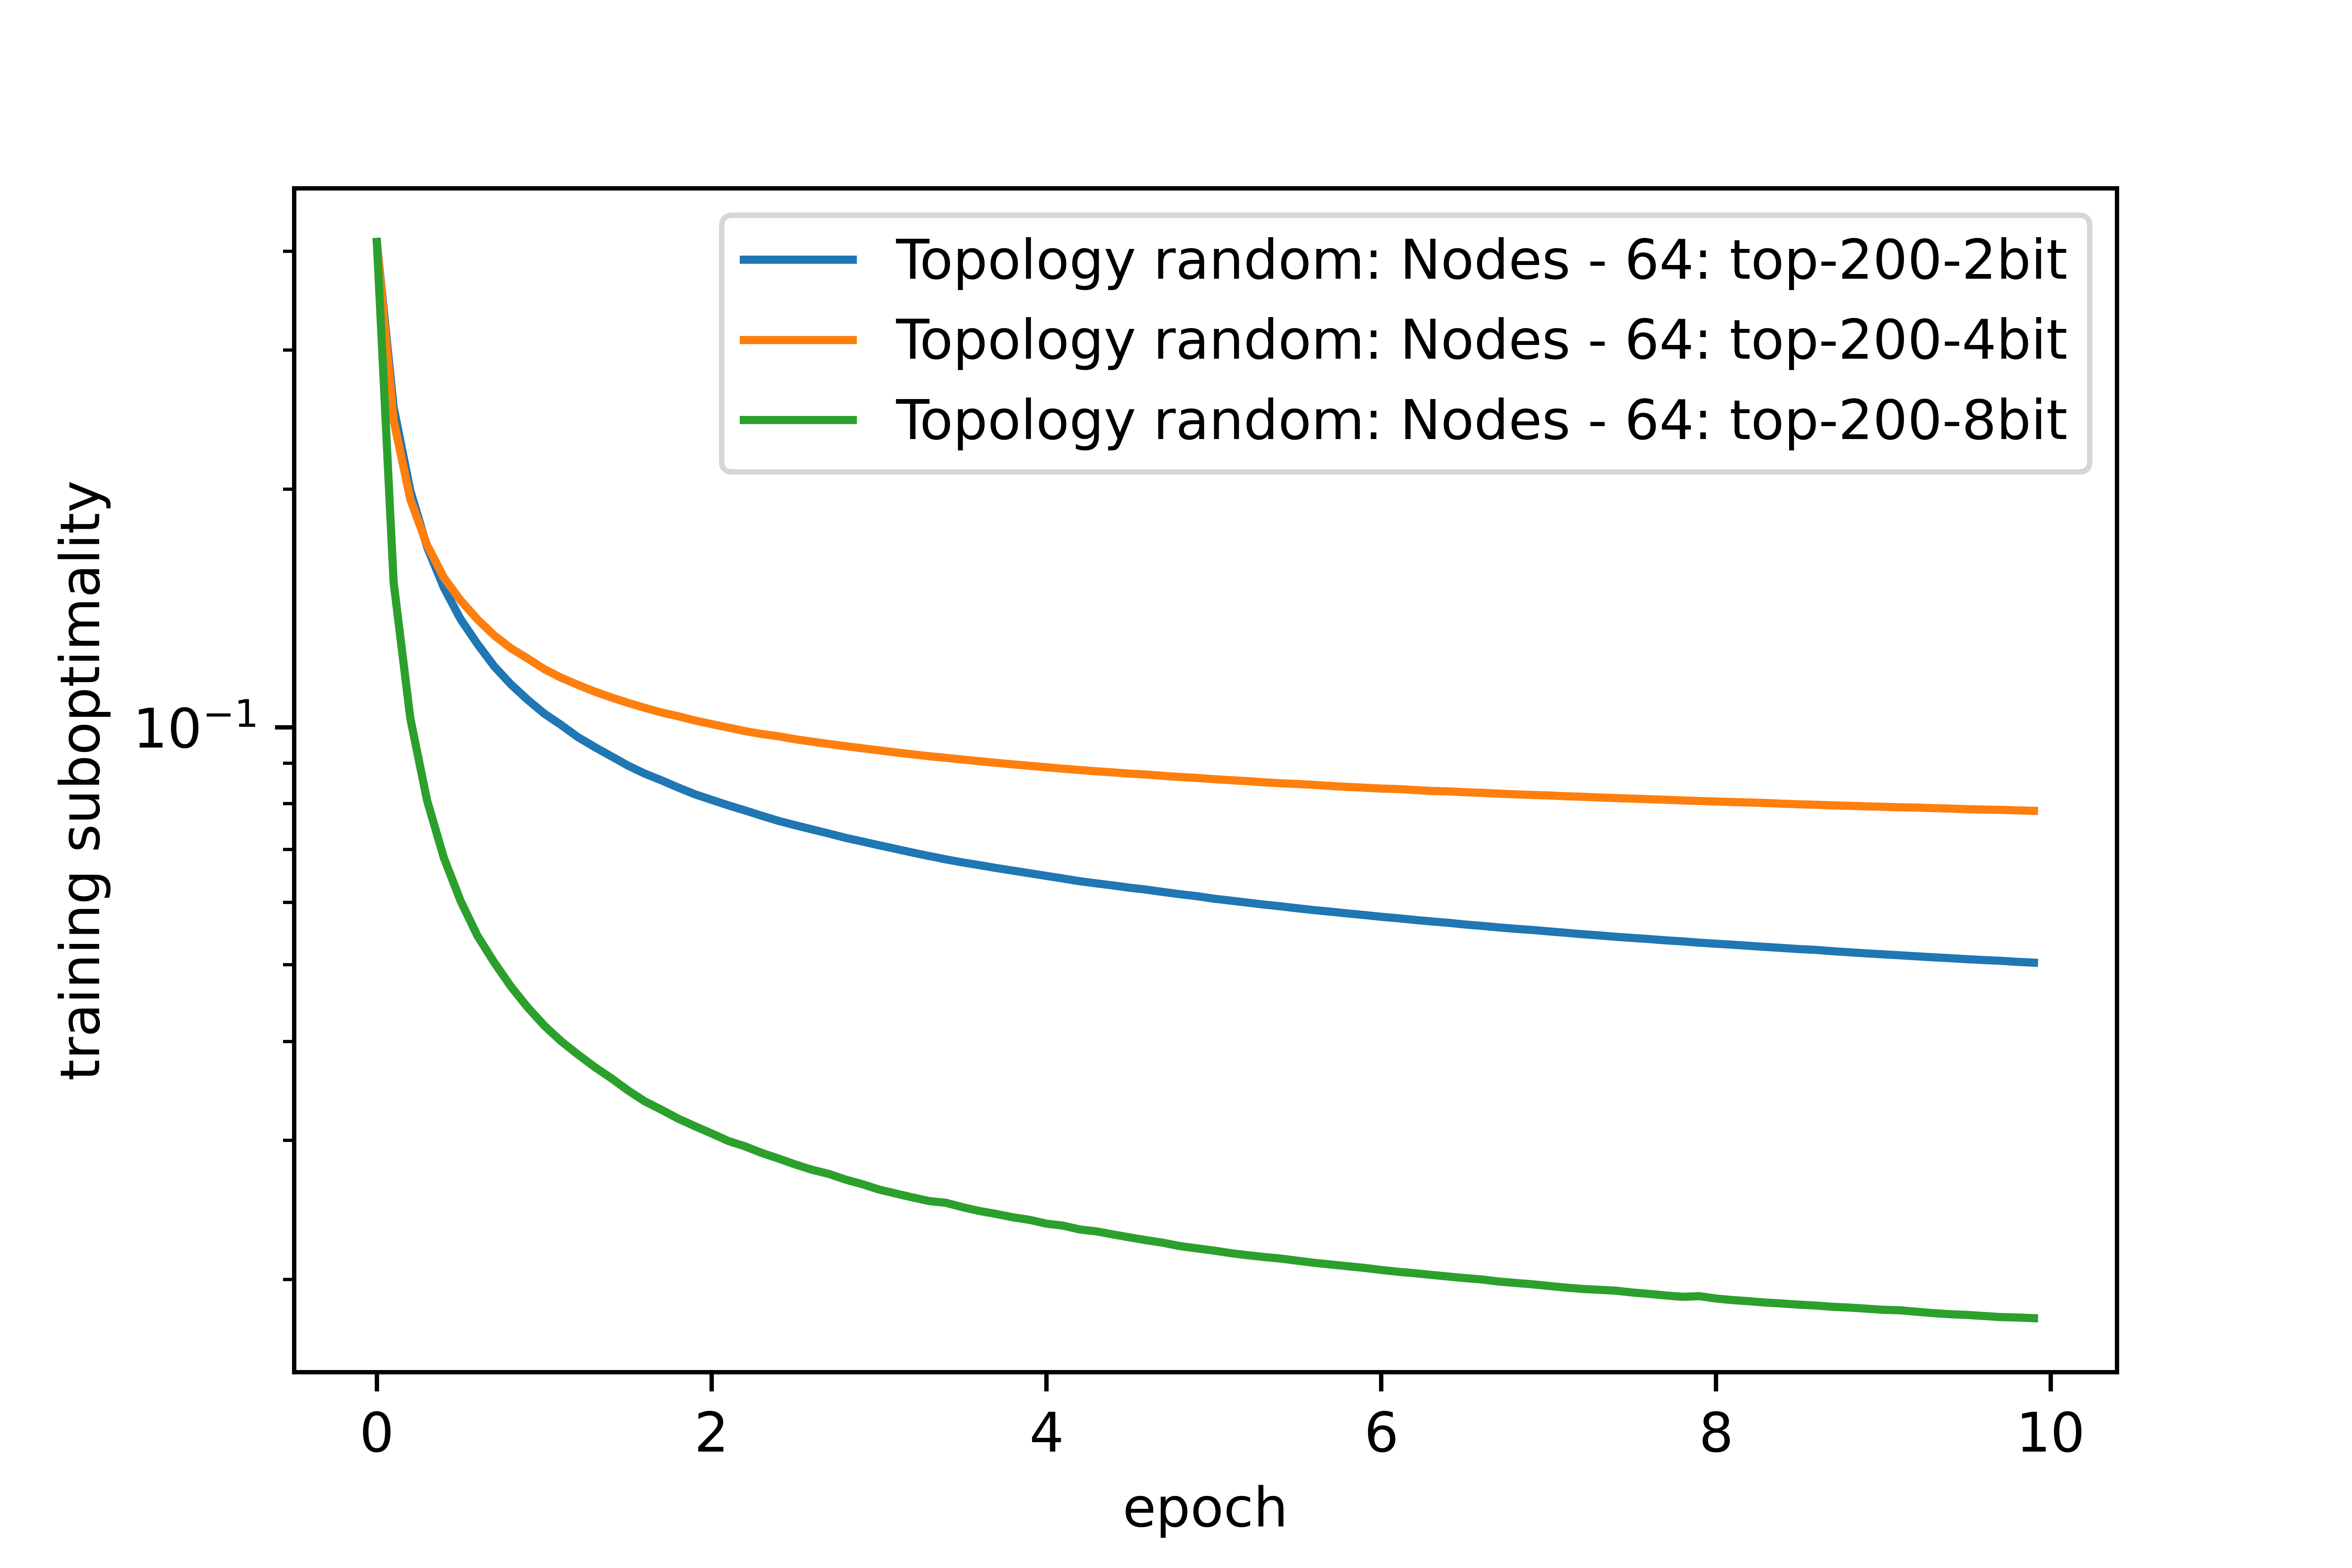 Topology random: Nodes - 64: top-200-2bit
Topology random: Nodes - 64: top-200-4bit
Topology random: Nodes - 64: top-200-8bit
training suboptimality
10⁻¹
0 2 4 6 8 10
epoch